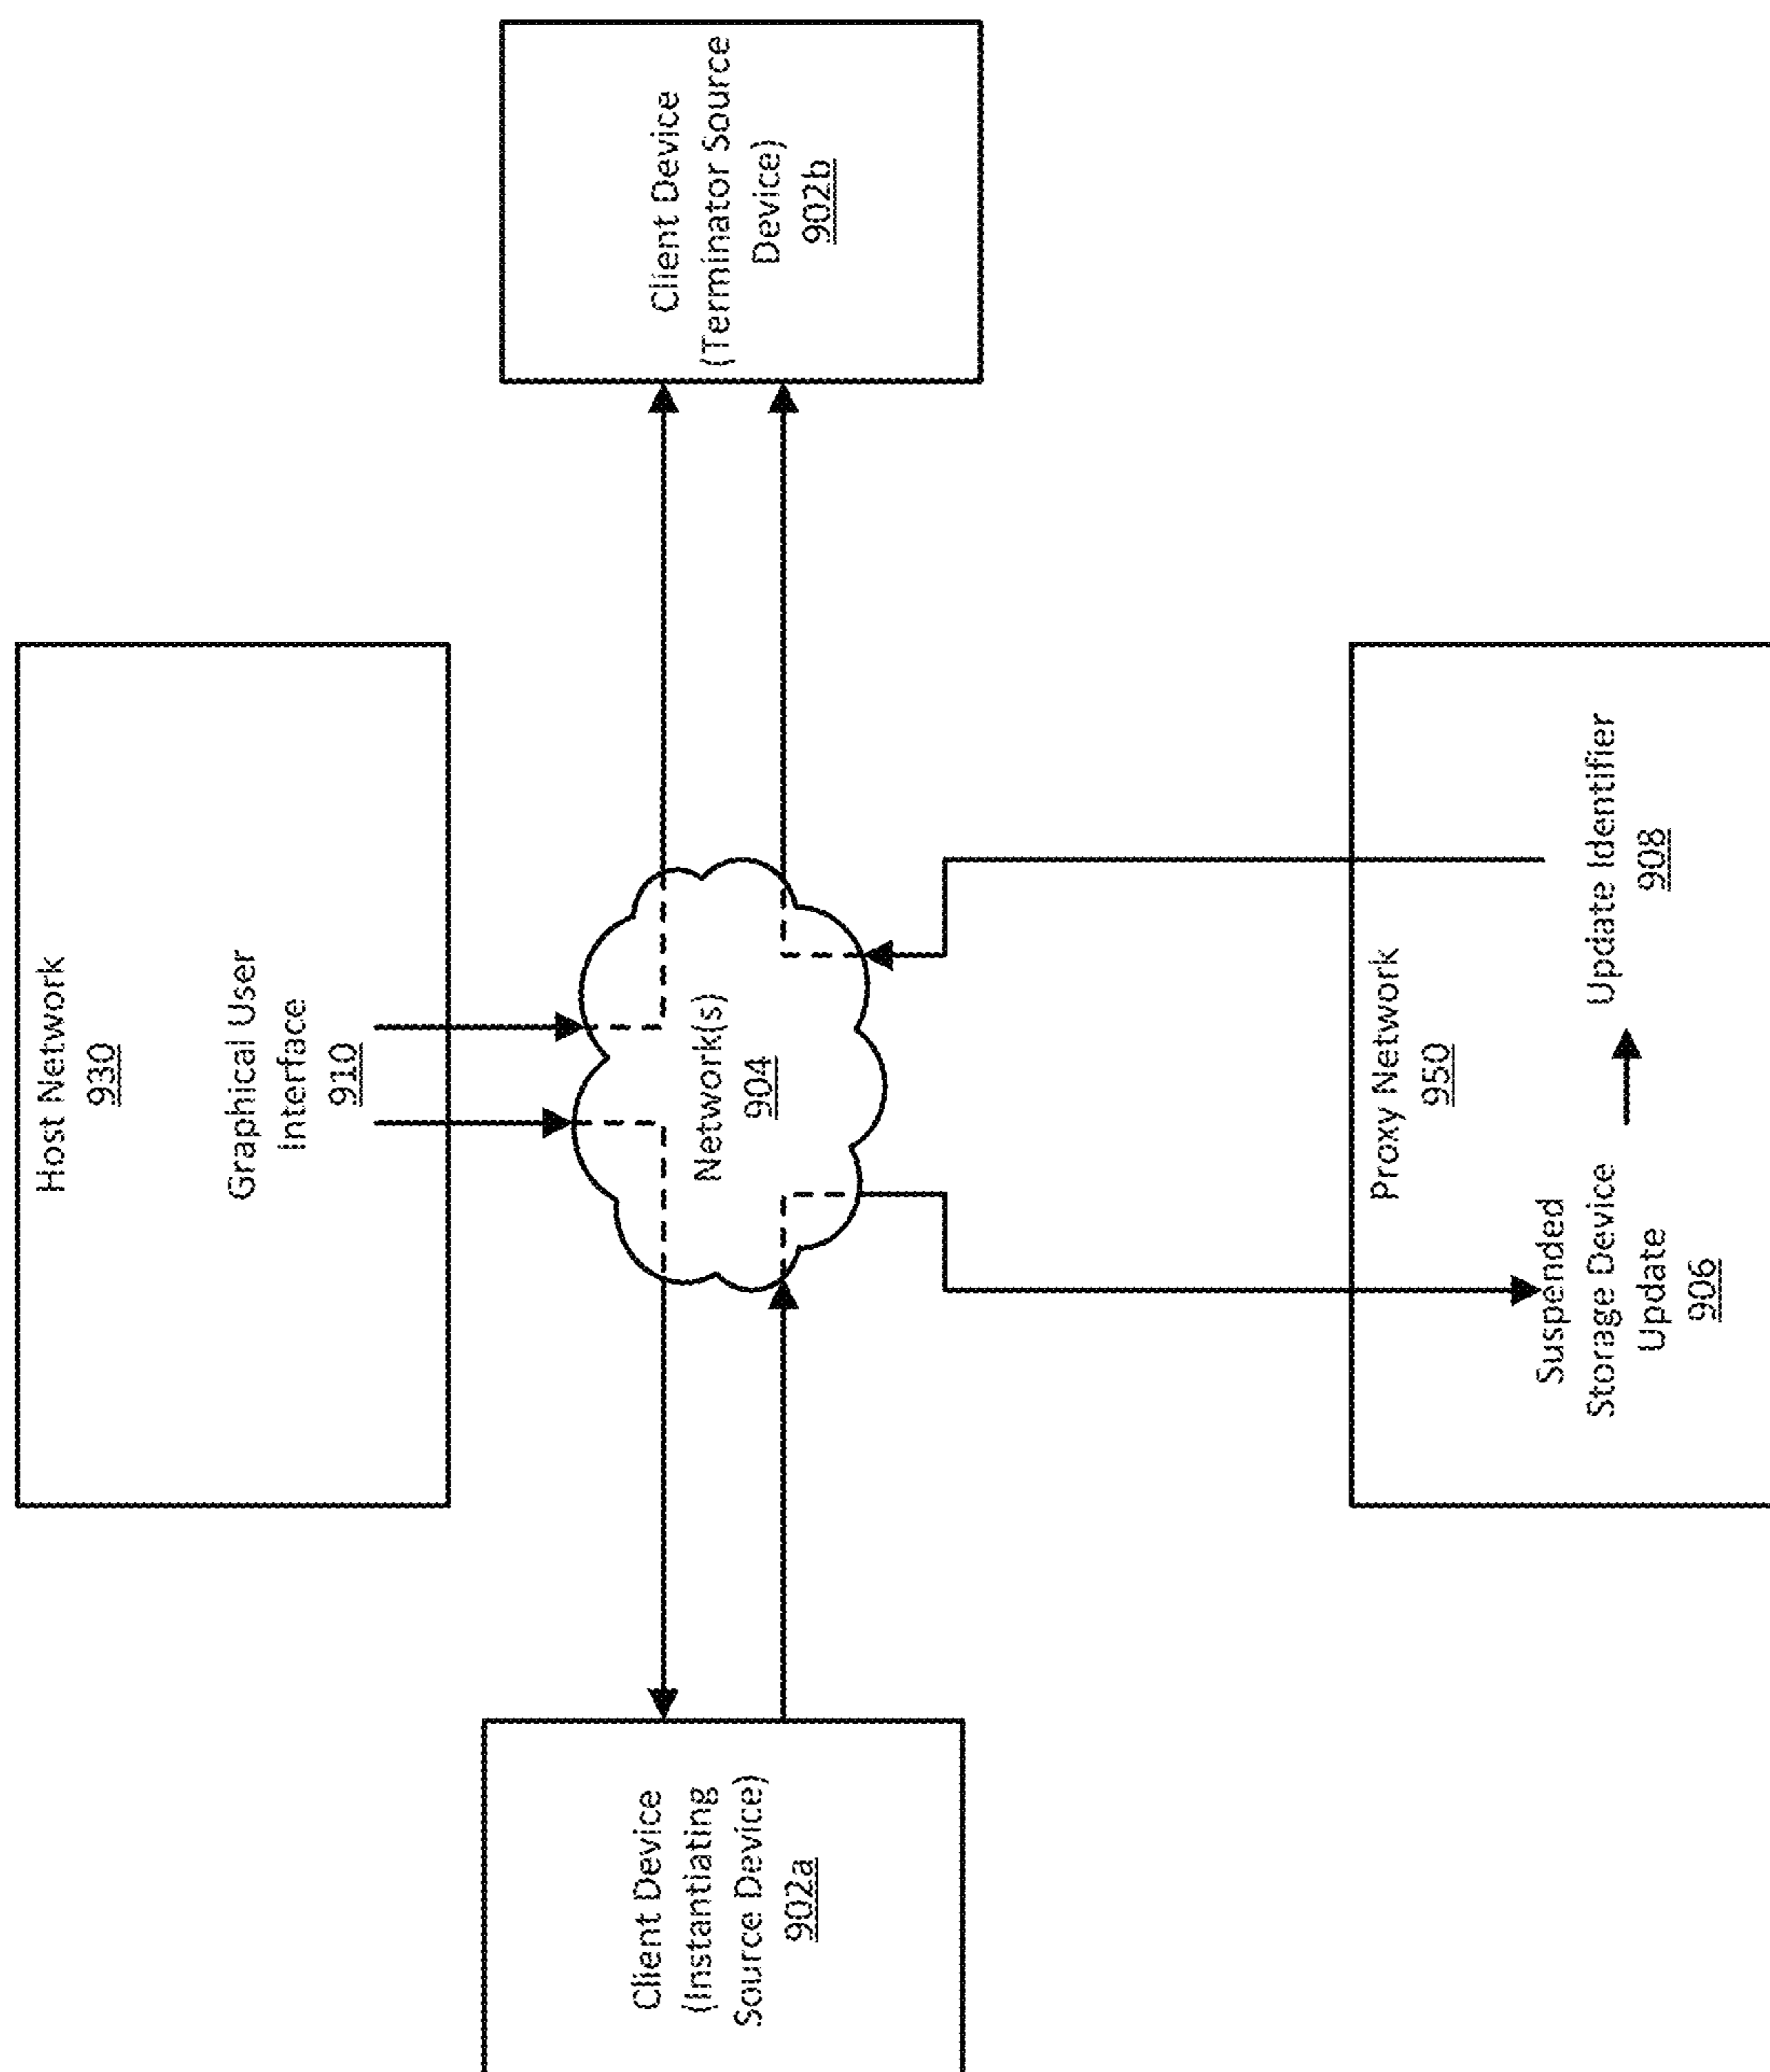 Host Network
930
Graphical User
Interface
910
Client Device
(Instantiating
Source Device)
902a
Network(s)
904
Client Device
(Terminator Source
Device)
902b
Proxy Network
950
Suspended
Storage Device
Update
906
Update Identifier
908